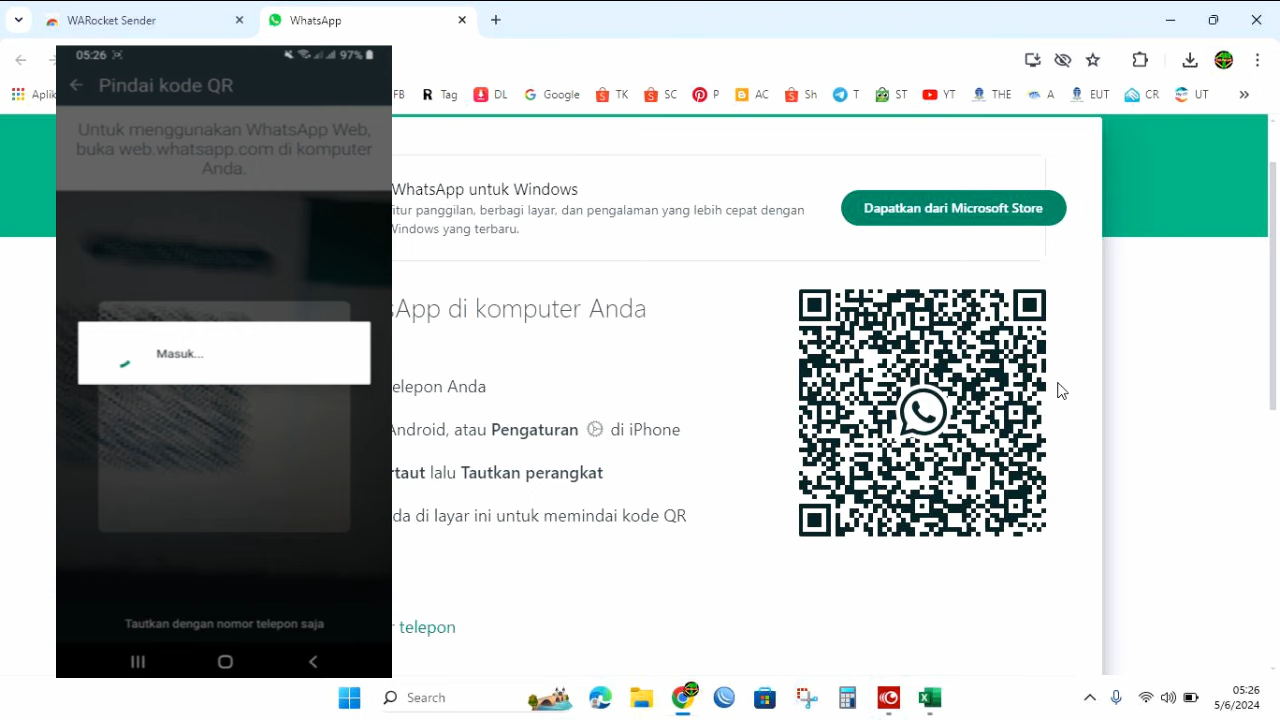 WARocket Sender
WhatsApp
Aplik
FB
Tag
DL
Google
TK
SC
P
AC
Sh
T
ST
YT
THE
A
EUT
CR
UT
05:26
97%
Pindai kode QR
Untuk menggunakan WhatsApp Web,
buka web.whatsapp.com di komputer
Anda.
Masuk...
Tautkan dengan nomor telepon saja
WhatsApp untuk Windows
itur panggilan, berbagi layar, dan pengalaman yang lebih cepat dengan
Windows yang terbaru.
Dapatkan dari Microsoft Store
sApp di komputer Anda
elepon Anda
Android, atau Pengaturan di iPhone
rtaut lalu Tautkan perangkat
da di layar ini untuk memindai kode QR
r telepon
Search
05:26
5/6/2024